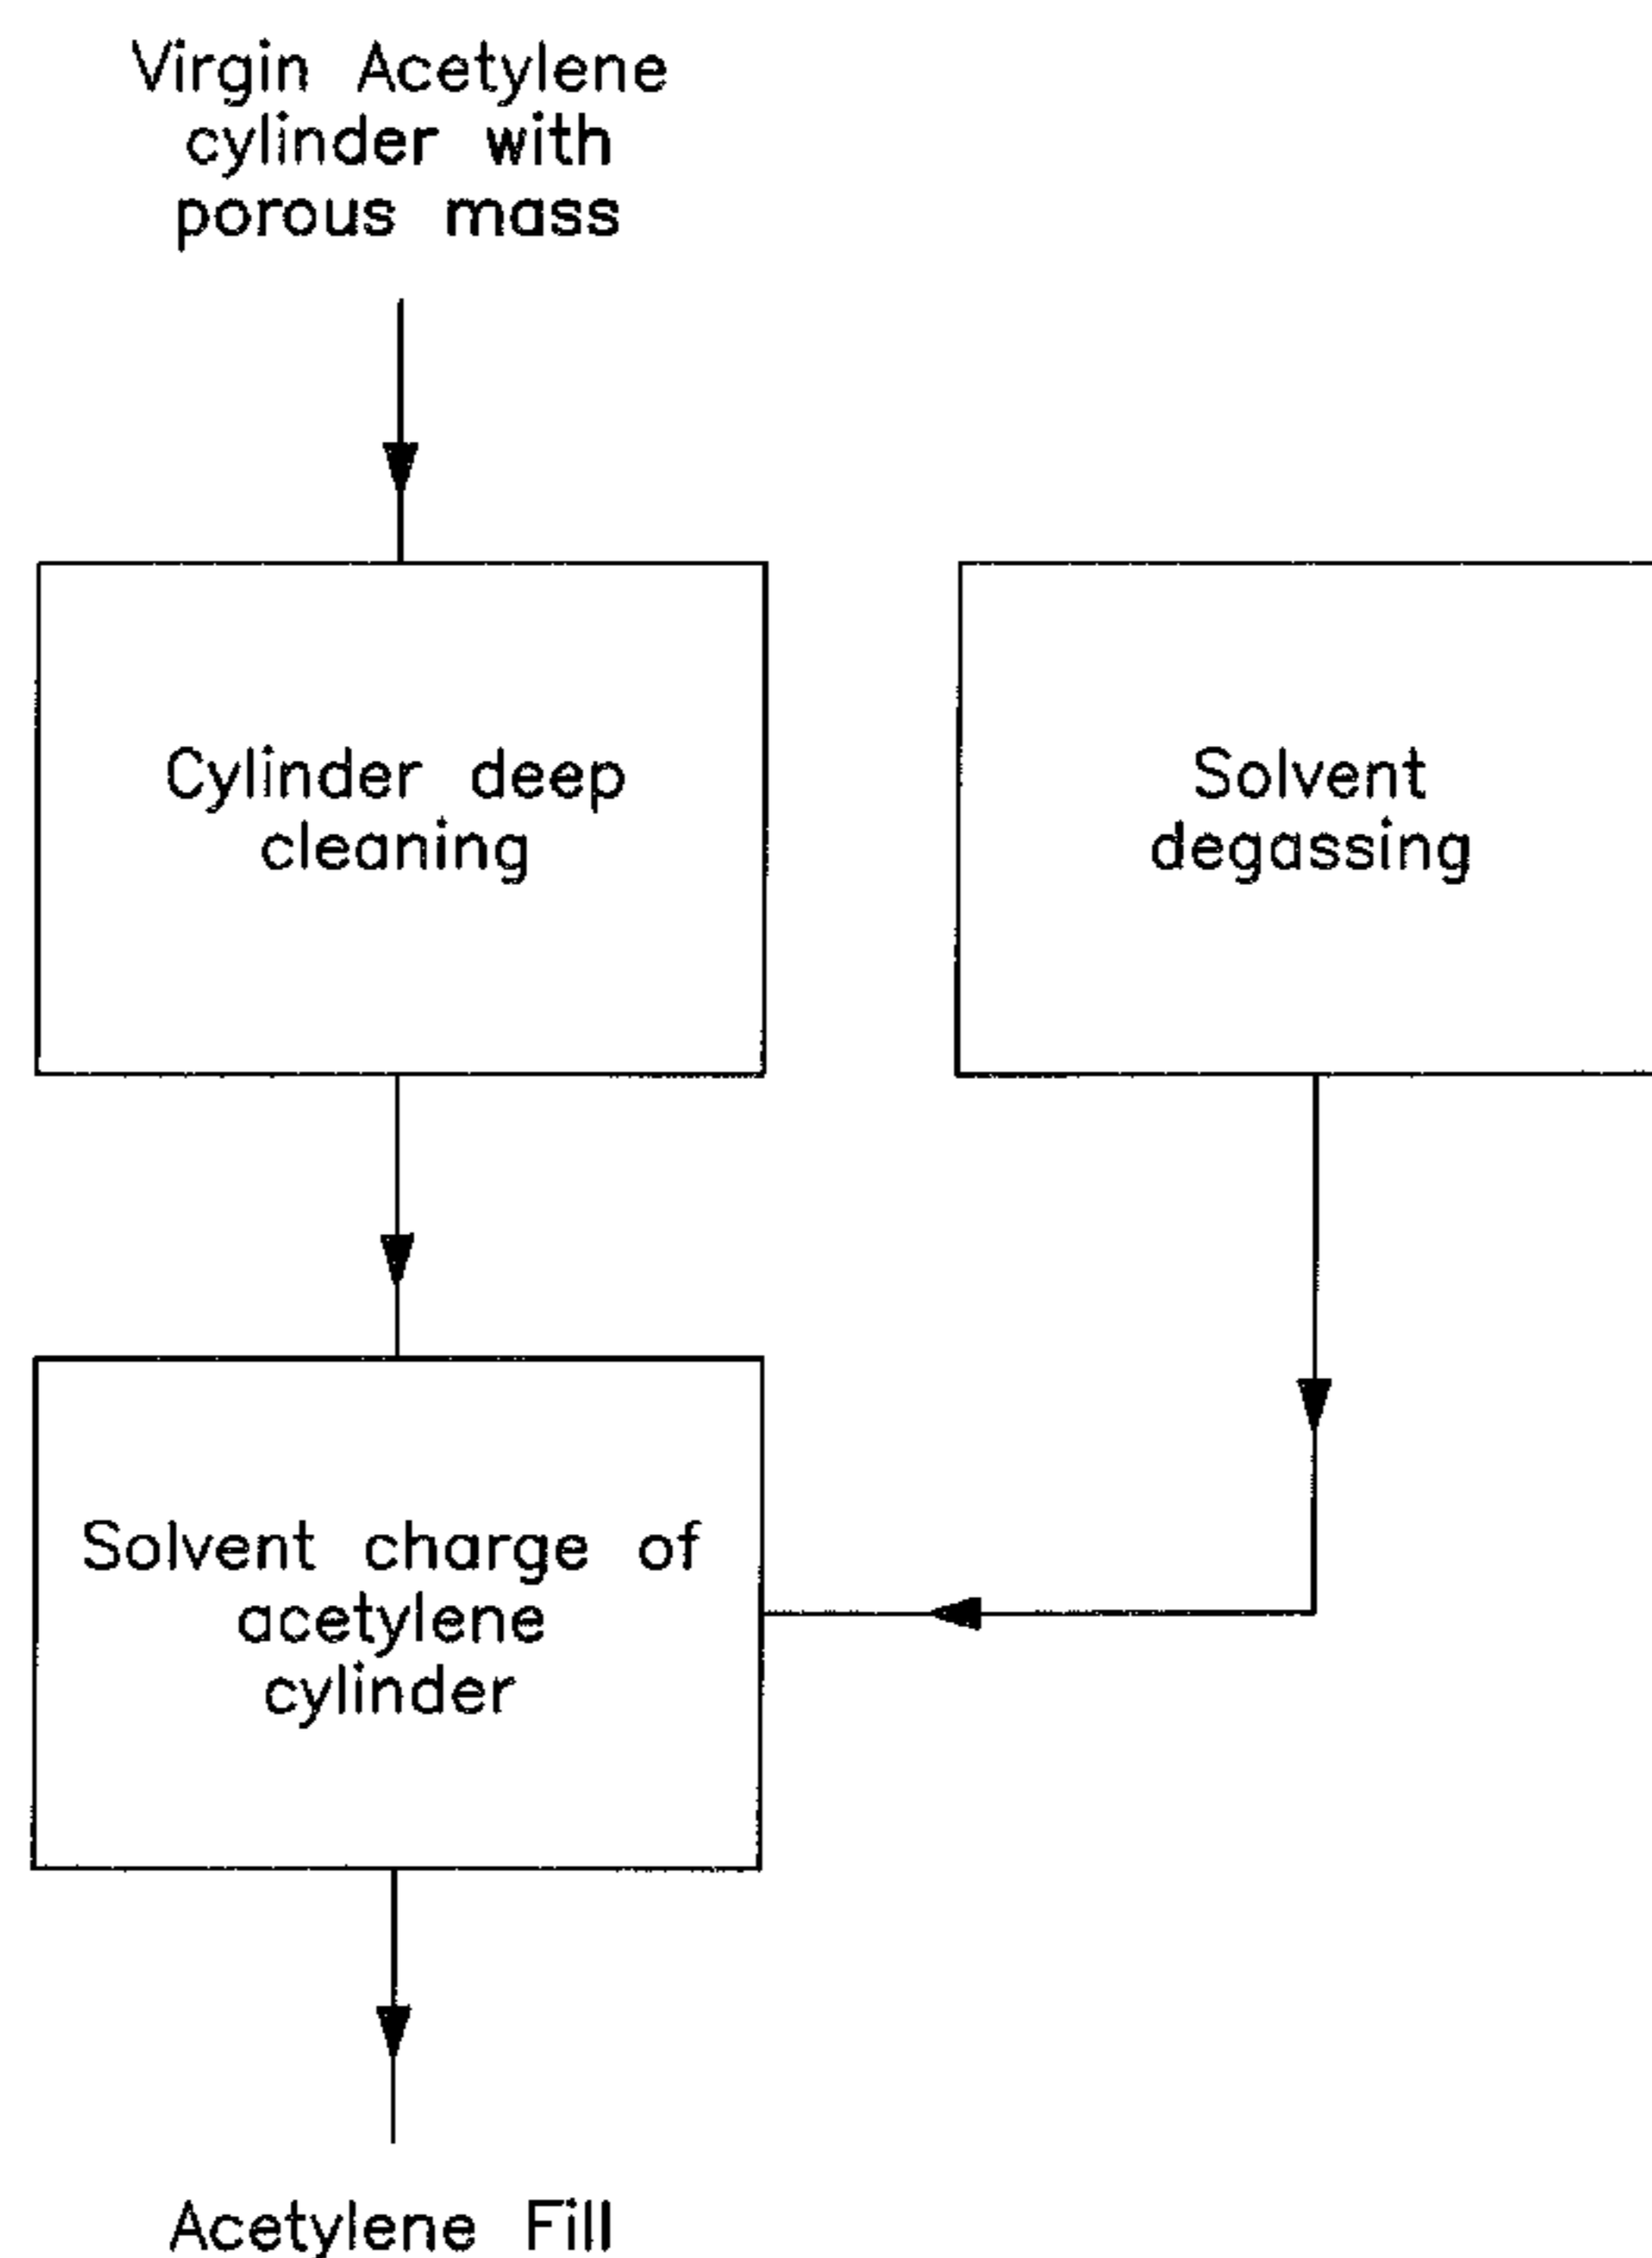 Virgin Acetylene
cylinder with
porous mass
Cylinder deep
cleaning
Solvent
degassing
Solvent charge of
acetylene
cylinder
Acetylene Fill